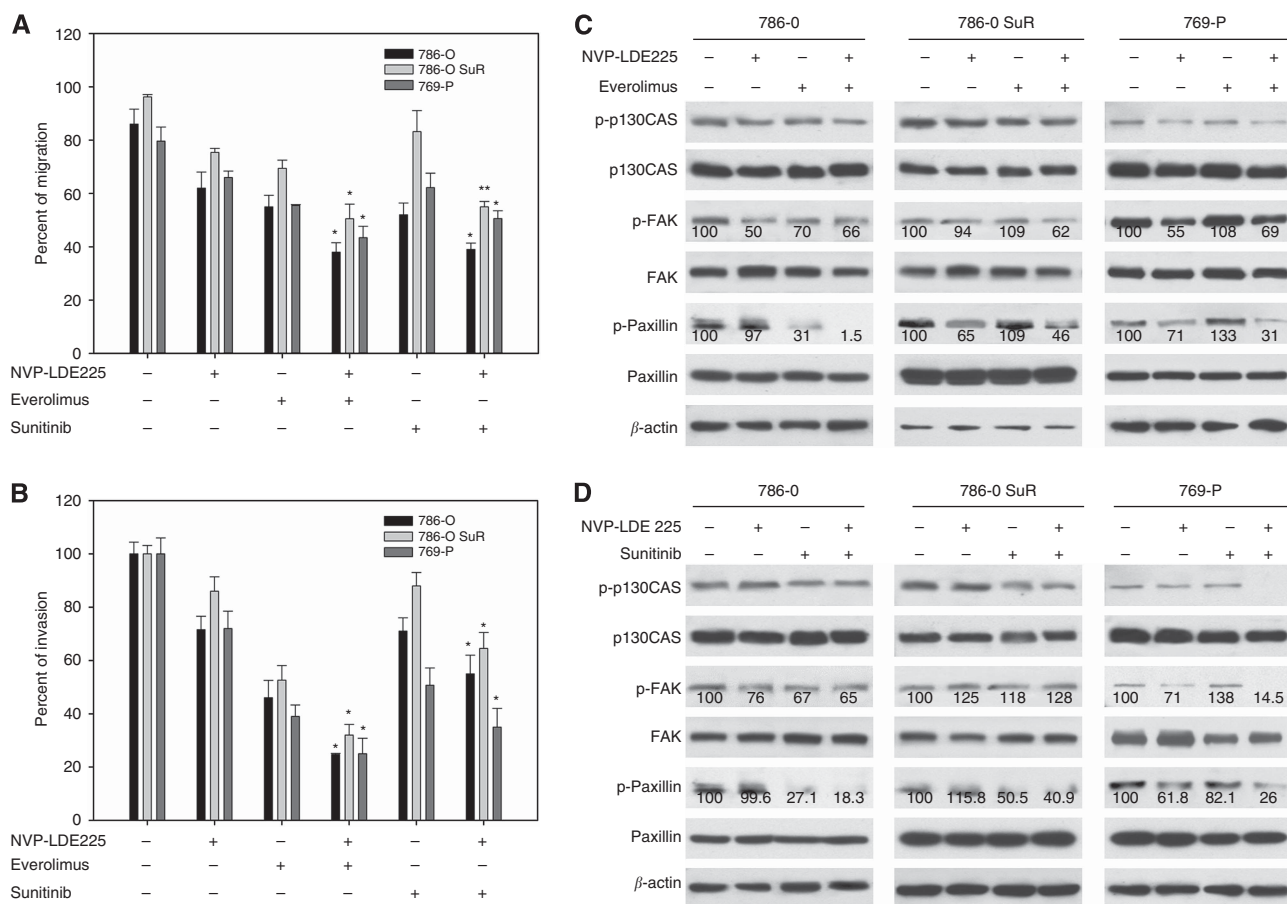 A
120
100
80
60
40
20
0
Percent of migration
786-O
786-O SuR
769-P
* * * * ** *
NVP-LDE225 – + – + – +
Everolimus – – + + – –
Sunitinib – – – – + +
B
120
100
80
60
40
20
0
Percent of invasion
786-O
786-O SuR
769-P
* * * * * *
NVP-LDE225 – + – + – +
Everolimus – – + + – –
Sunitinib – – – – + +
C
786-0 786-0 SuR 769-P
NVP-LDE225 – + – + – + – + – + – +
Everolimus – – + + – – + + – – + +
p-p130CAS
p130CAS
p-FAK
100 50 70 66 100 94 109 62 100 55 108 69
FAK
p-Paxillin
100 97 31 1.5 100 65 109 46 100 71 133 31
Paxillin
β-actin
D
786-0 786-0 SuR 769-P
NVP-LDE 225 – + – + – + – + – + – +
Sunitinib – – + + – – + + – – + +
p-p130CAS
p130CAS
p-FAK
100 76 67 65 100 125 118 128 100 71 138 14.5
FAK
p-Paxillin
100 99.6 27.1 18.3 100 115.8 50.5 40.9 100 61.8 82.1 26
Paxillin
β-actin